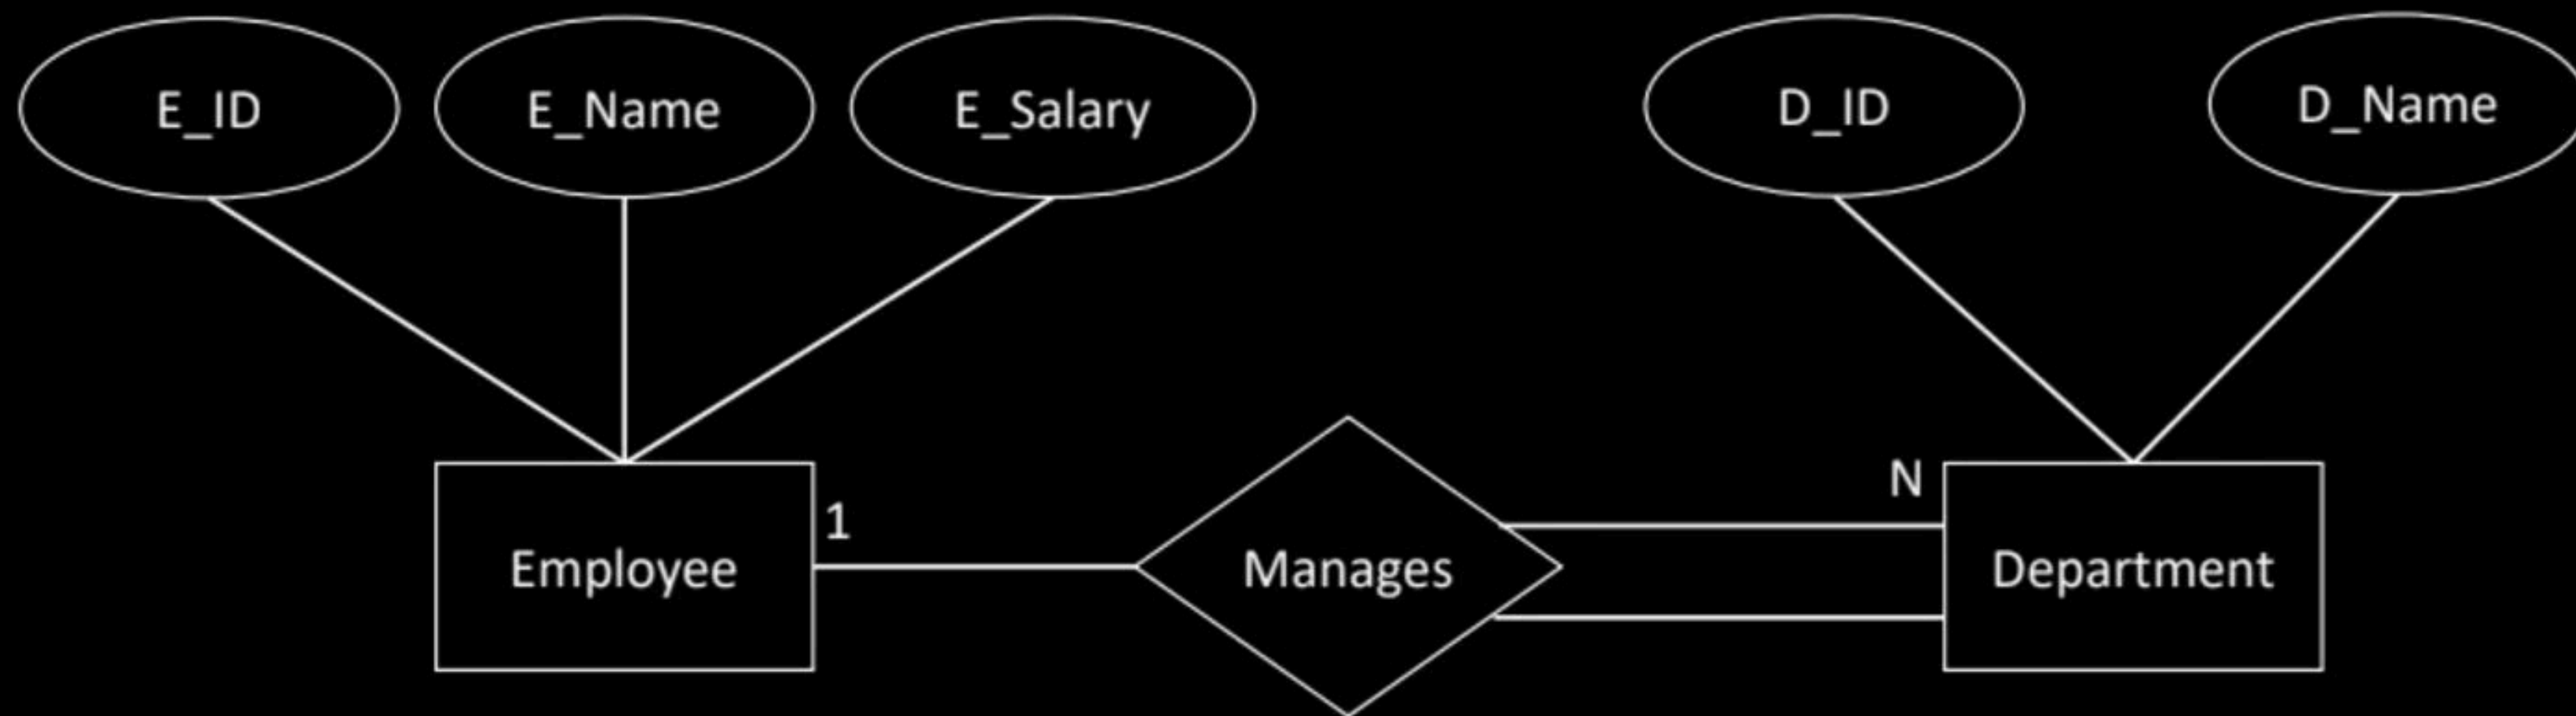 E_ID
E_Name
E_Salary
D_ID
D_Name
Employee
1
Manages
N
Department